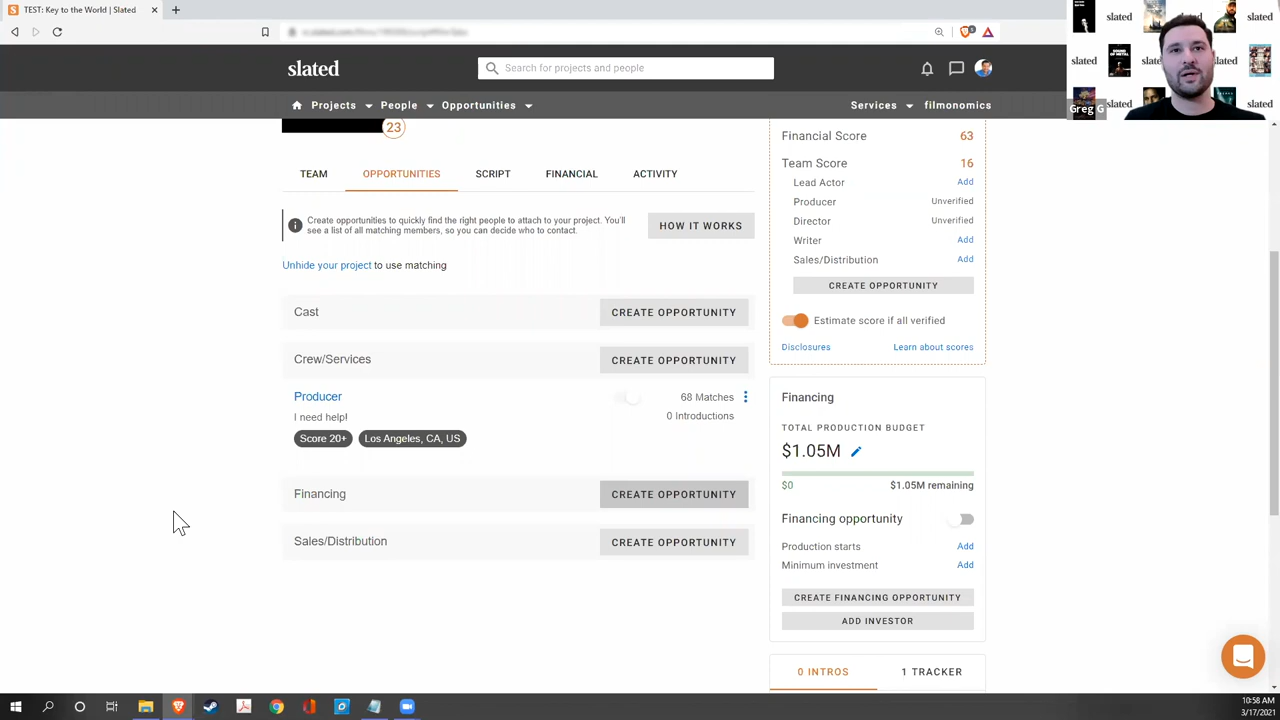 TEST: Key to the World | Slated
slated
Search for projects and people
Projects
People
Opportunities
Services
filmonomics
slated
slated
slated
slated
Greg G
23
TEAM
OPPORTUNITIES
SCRIPT
FINANCIAL
ACTIVITY
Create opportunities to quickly find the right people to attach to your project. You'll
see a list of all matching members, so you can decide who to contact.
HOW IT WORKS
Unhide your project to use matching
Cast
CREATE OPPORTUNITY
Crew/Services
CREATE OPPORTUNITY
Producer
68 Matches
I need help!
0 Introductions
Score 20+
Los Angeles, CA, US
Financing
CREATE OPPORTUNITY
Sales/Distribution
CREATE OPPORTUNITY
Financial Score 63
Team Score 16
Lead Actor Add
Producer Unverified
Director Unverified
Writer Add
Sales/Distribution Add
CREATE OPPORTUNITY
Estimate score if all verified
Disclosures
Learn about scores
Financing
TOTAL PRODUCTION BUDGET
$1.05M
$0
$1.05M remaining
Financing opportunity
Production starts Add
Minimum investment Add
CREATE FINANCING OPPORTUNITY
ADD INVESTOR
0 INTROS
1 TRACKER
10:58 AM
3/17/2021